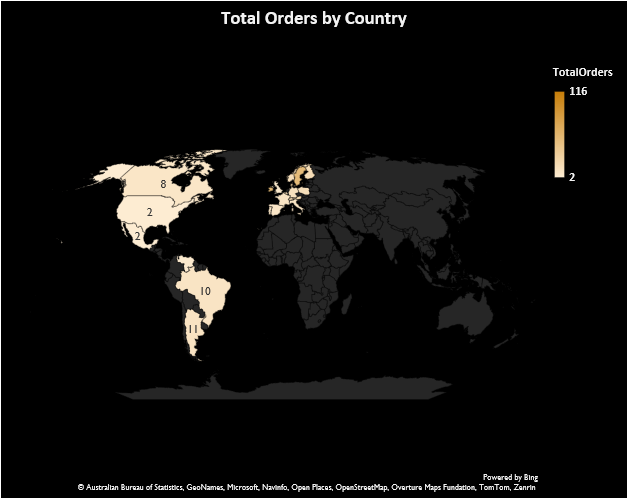 Total Orders by Country
TotalOrders
116
2
8
2
2
10
11
Powered by Bing
© Australian Bureau of Statistics, GeoNames, Microsoft, Navinfo, Open Places, OpenStreetMap, Overture Maps Fundation, TomTom, Zenrin